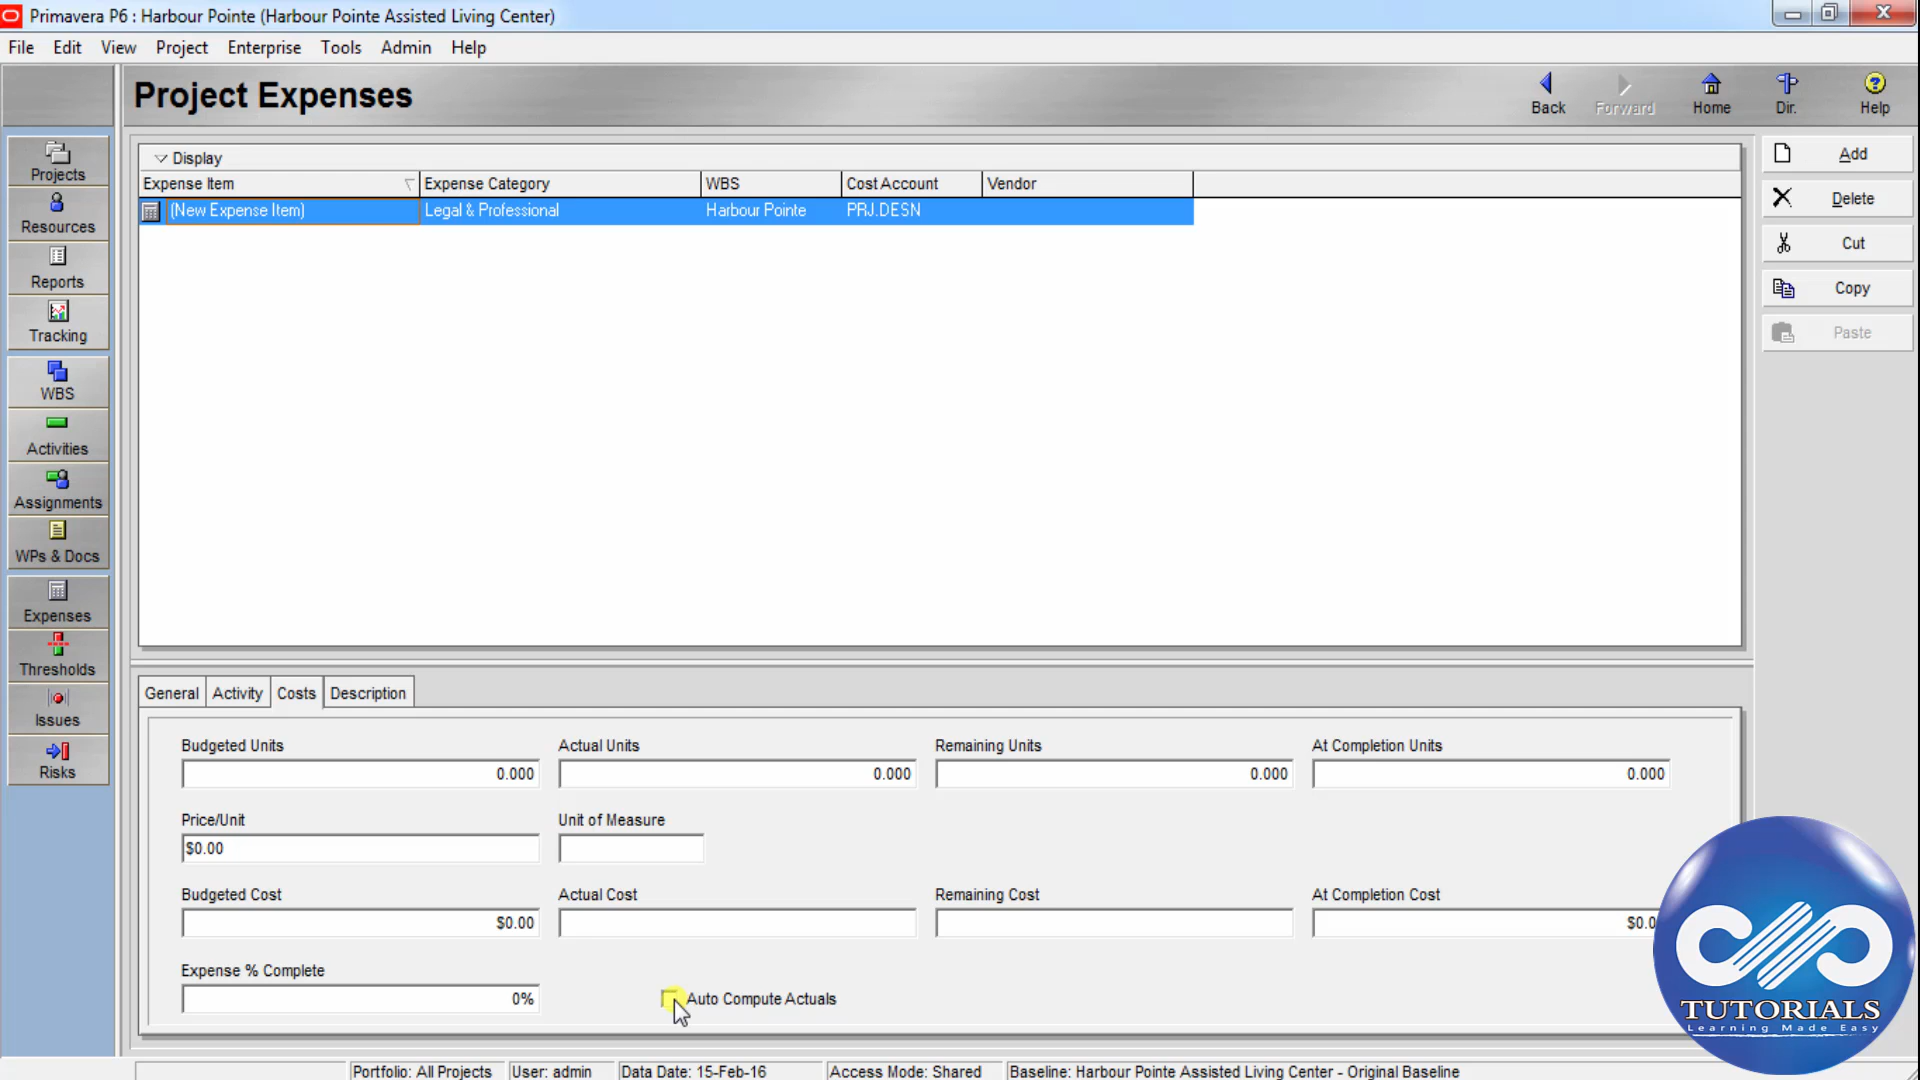 Primavera P6 : Harbour Pointe (Harbour Pointe Assisted Living Center)
File Edit View Project Enterprise Tools Admin Help
Project Expenses
Back Forward Home Dir. Help
Projects
Resources
Reports
Tracking
WBS
Activities
Assignments
WPs & Docs
Expenses
Thresholds
Issues
Risks
Display
Expense Item Expense Category WBS Cost Account Vendor
(New Expense Item) Legal & Professional Harbour Pointe PRJ.DESN
Add
Delete
Cut
Copy
Paste
General Activity Costs Description
Budgeted Units Actual Units Remaining Units At Completion Units
0.000 0.000 0.000 0.000
Price/Unit Unit of Measure
$0.00
Budgeted Cost Actual Cost Remaining Cost At Completion Cost
$0.00 $0.0
Expense % Complete
0% Auto Compute Actuals
TUTORIALS
Learning Made Easy
Portfolio: All Projects User: admin Data Date: 15-Feb-16 Access Mode: Shared Baseline: Harbour Pointe Assisted Living Center - Original Baseline